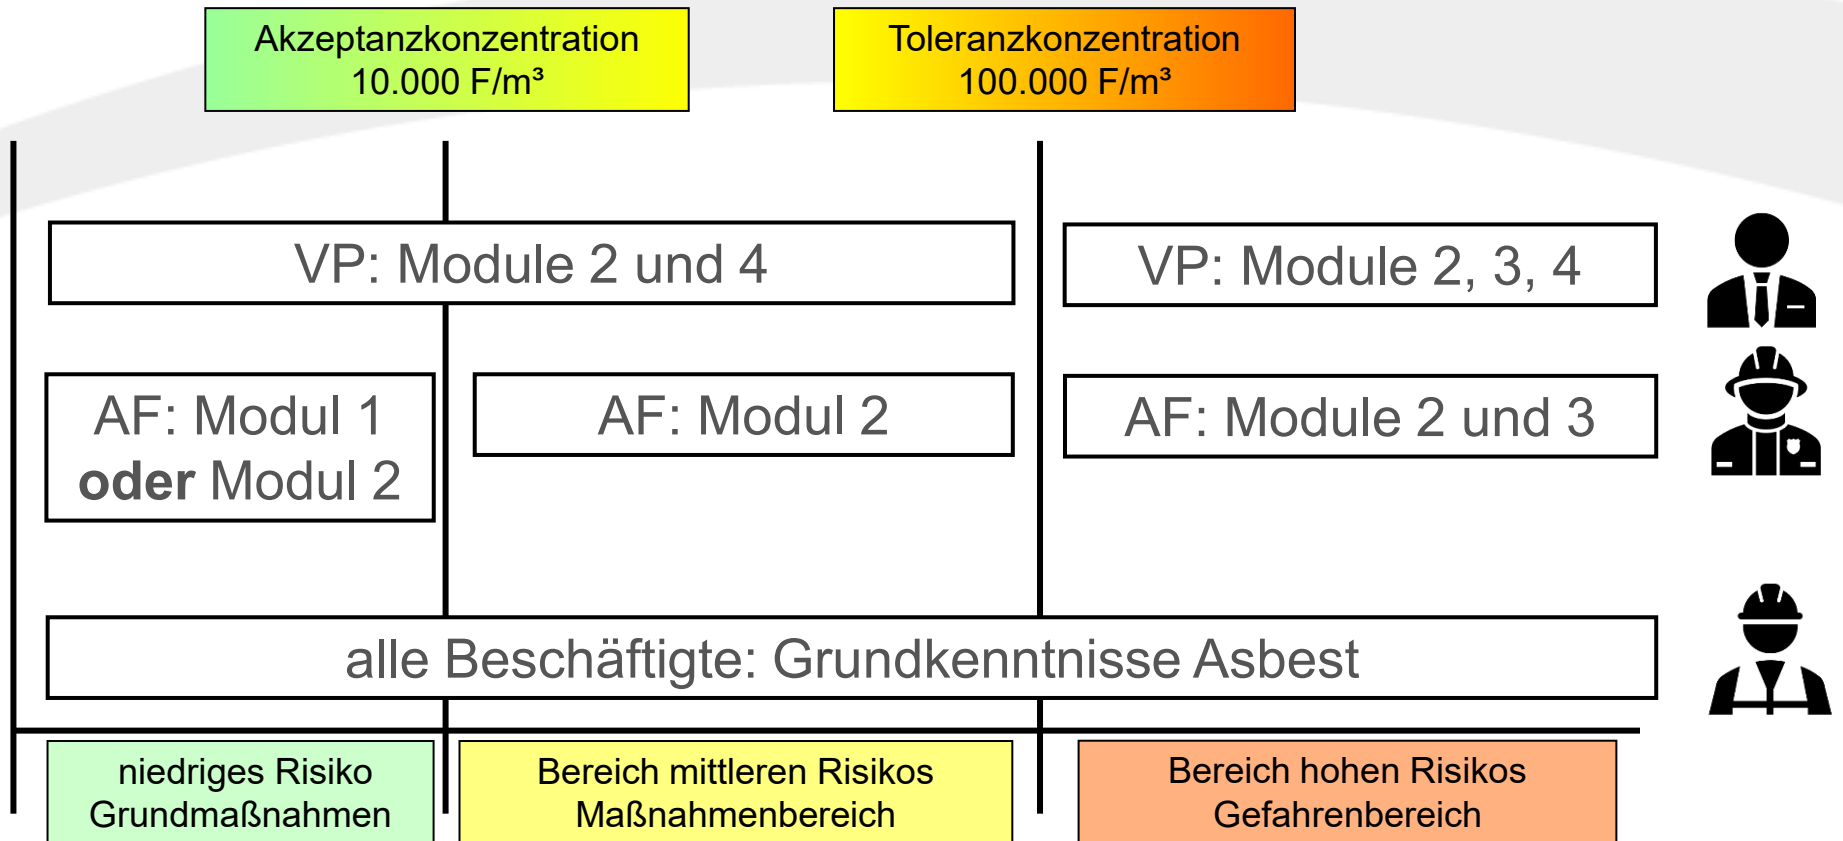 Akzeptanzkonzentration
10.000 F/m³
Toleranzkonzentration
100.000 F/m³
VP: Module 2 und 4
VP: Module 2, 3, 4
AF: Modul 1
oder Modul 2
AF: Modul 2
AF: Module 2 und 3
alle Beschäftigte: Grundkenntnisse Asbest
niedriges Risiko
Grundmaßnahmen
Bereich mittleren Risikos
Maßnahmenbereich
Bereich hohen Risikos
Gefahrenbereich